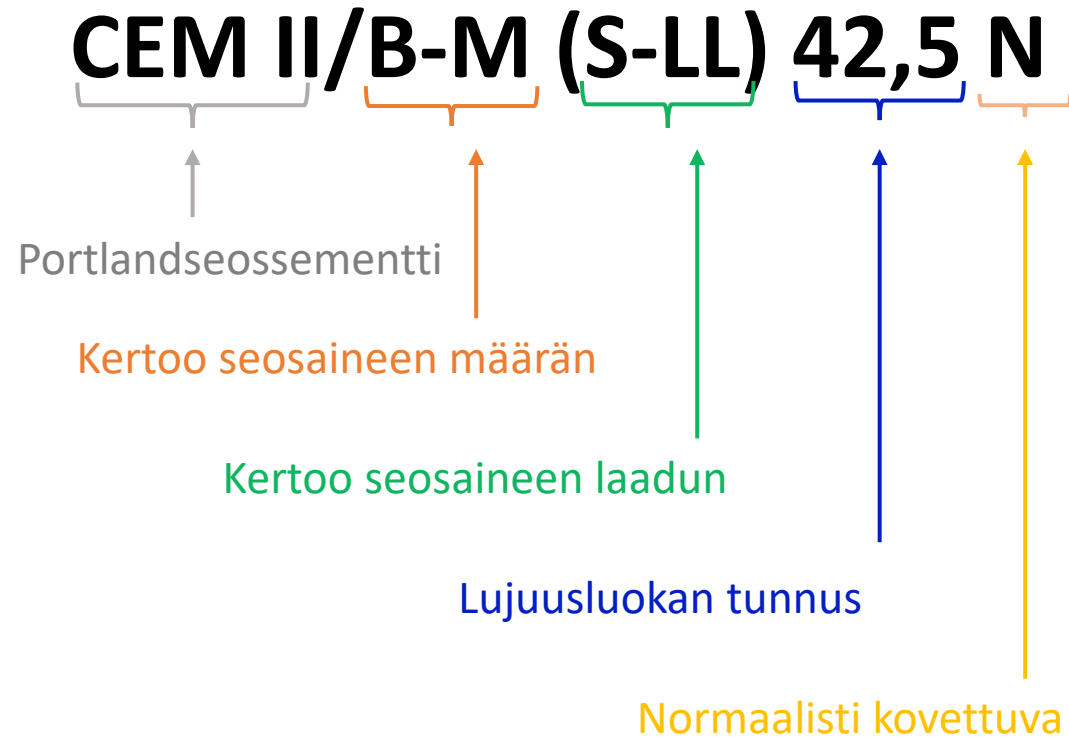 CEM II/B-M (S-LL) 42,5 N
Portlandseossementti
Kertoo seosaineen määrän
Kertoo seosaineen laadun
Lujuusluokan tunnus
Normaalisti kovettuva